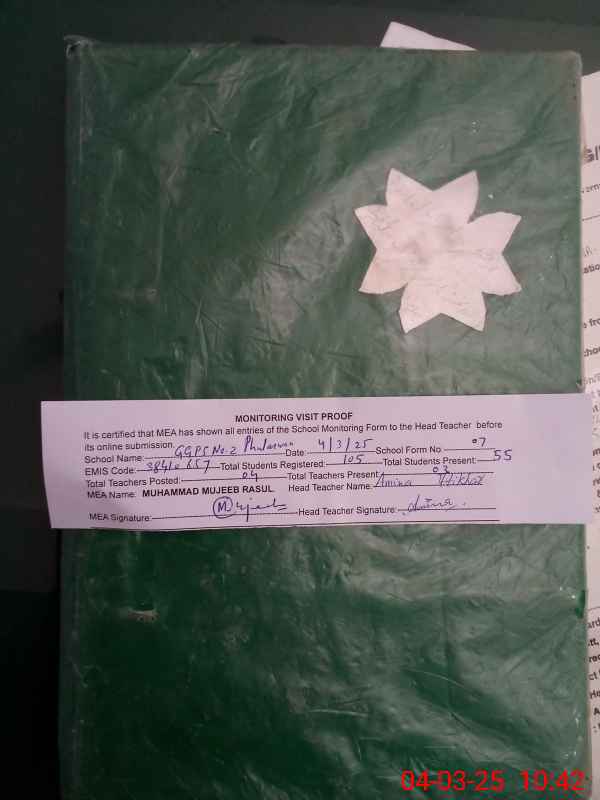 MONITORING VISIT PROOF
It is certified that MEA has shown all entries of the School Monitoring Form to the Head Teacher before
its online submission.
School Name: GGPS No.2 Phularwan Date: 4/3/25 School Form No 07
EMIS Code: 38410657 Total Students Registered: 105 Total Students Present: 55
Total Teachers Posted: 04 Total Teachers Present: 03
MEA Name: MUHAMMAD MUJEEB RASUL Head Teacher Name: Amina
MEA Signature: Mujeeb Head Teacher Signature: Amina
04-03-25 10:42